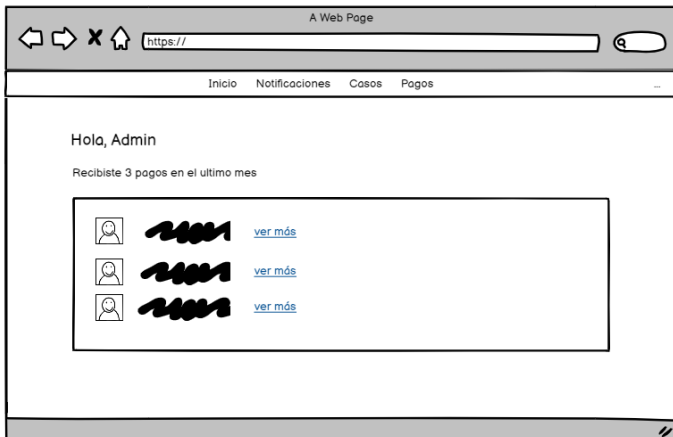 A Web Page
https://
Inicio Notificaciones Casos Pagos ...
Hola, Admin
Recibiste 3 pagos en el ultimo mes
ver más
ver más
ver más